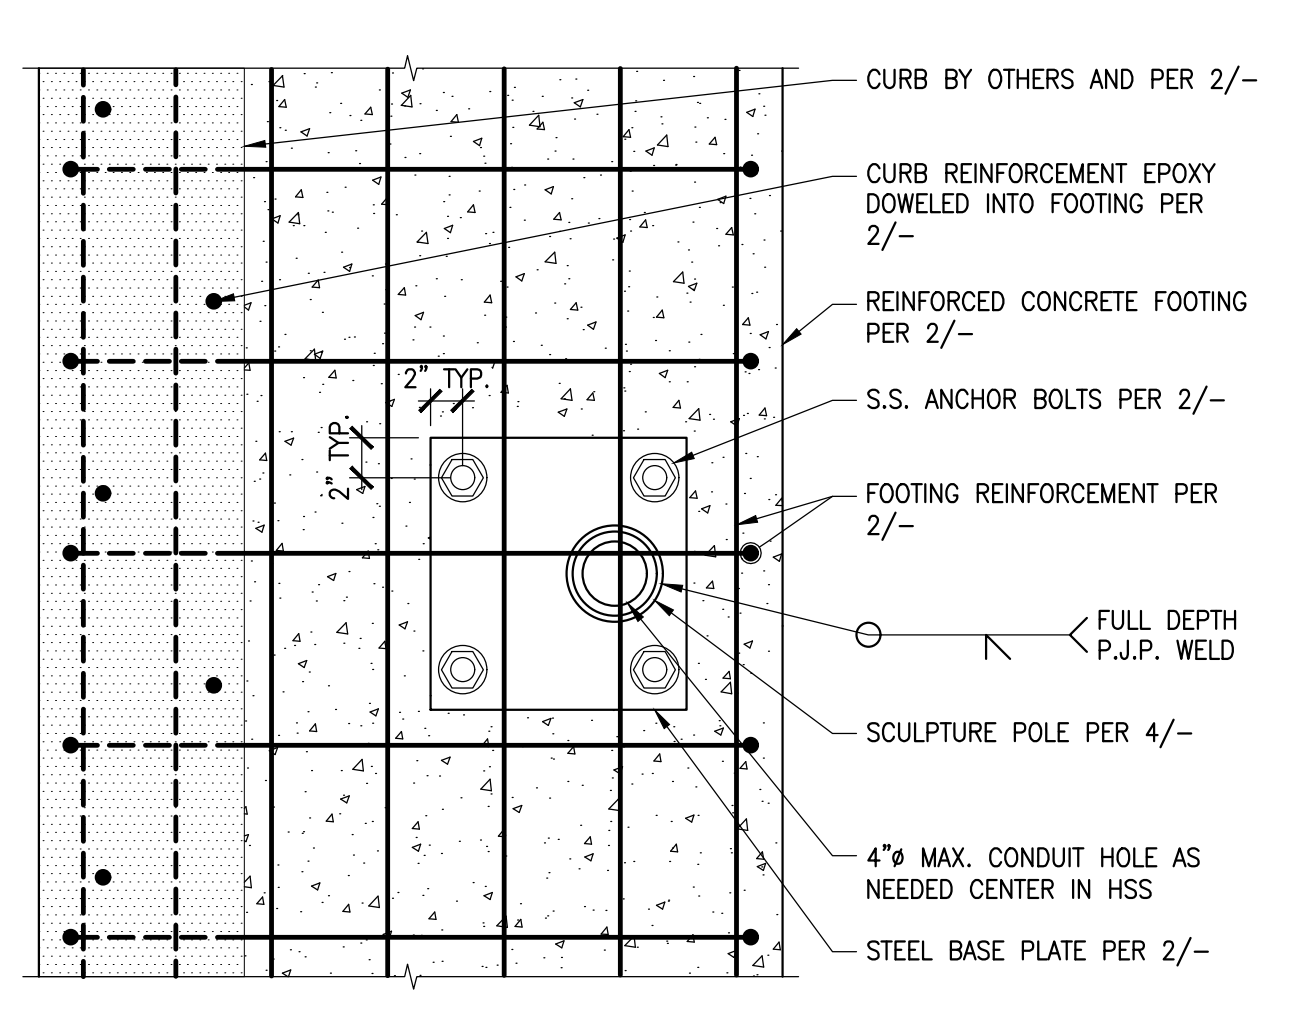 CURB BY OTHERS AND PER 2/–
CURB REINFORCEMENT EPOXY
DOWELED INTO FOOTING PER
2/–
REINFORCED CONCRETE FOOTING
PER 2/–
2" TYP.
2" TYP.
S.S. ANCHOR BOLTS PER 2/–
FOOTING REINFORCEMENT PER
2/–
FULL DEPTH
P.J.P. WELD
SCULPTURE POLE PER 4/–
4"ø MAX. CONDUIT HOLE AS
NEEDED CENTER IN HSS
STEEL BASE PLATE PER 2/–